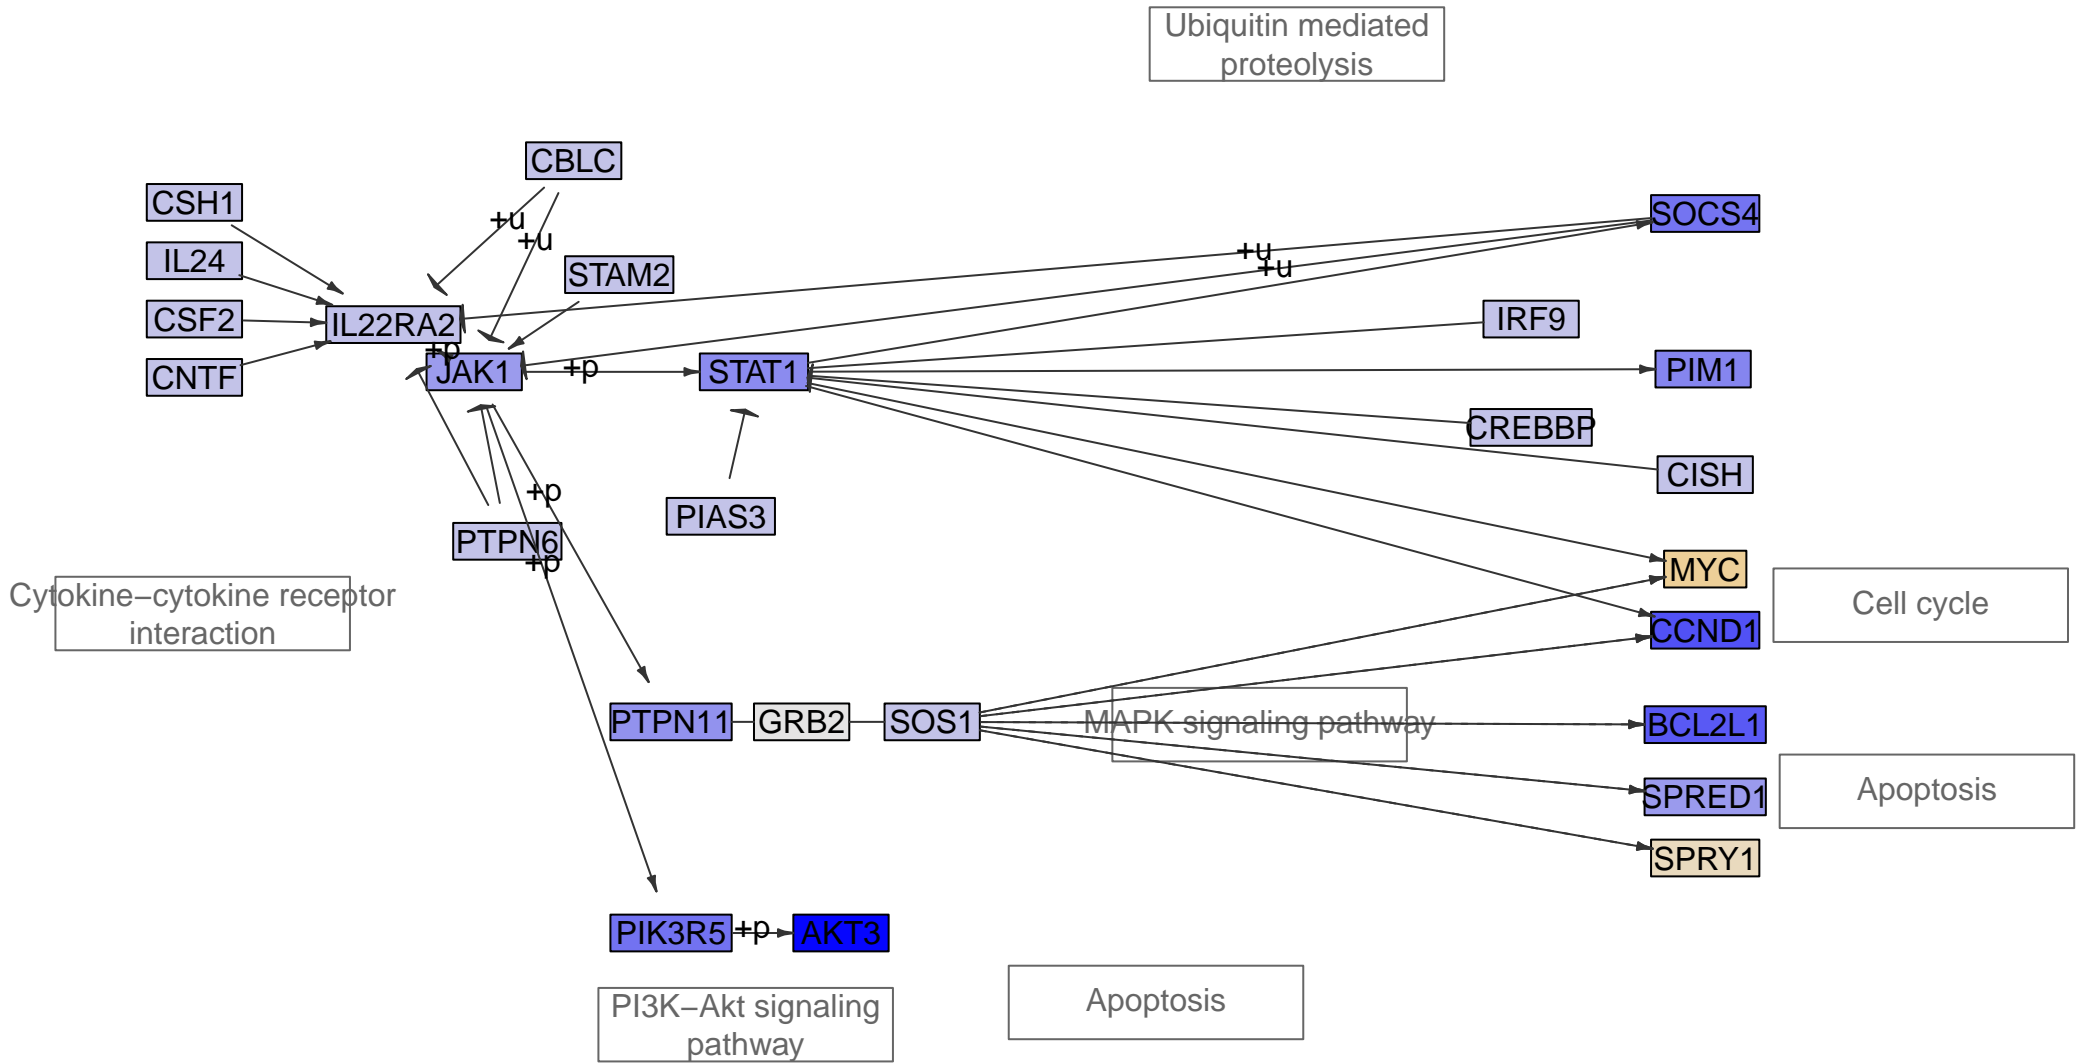 Ubiquitin mediated
proteolysis
CBLC
CSH1
SOCS4
+u
+u
IL24
STAM2
+u
+u
CSF2
IL22RA2
IRF9
+p
CNTF
JAK1
+p
STAT1
PIM1
CREBBP
CISH
+p
PIAS3
PTPN6
+p
MYC
Cytokine−cytokine receptor
interaction
Cell cycle
CCND1
PTPN11
GRB2
SOS1
MAPK signaling pathway
BCL2L1
SPRED1
Apoptosis
SPRY1
PIK3R5
+p
AKT3
PI3K−Akt signaling
pathway
Apoptosis